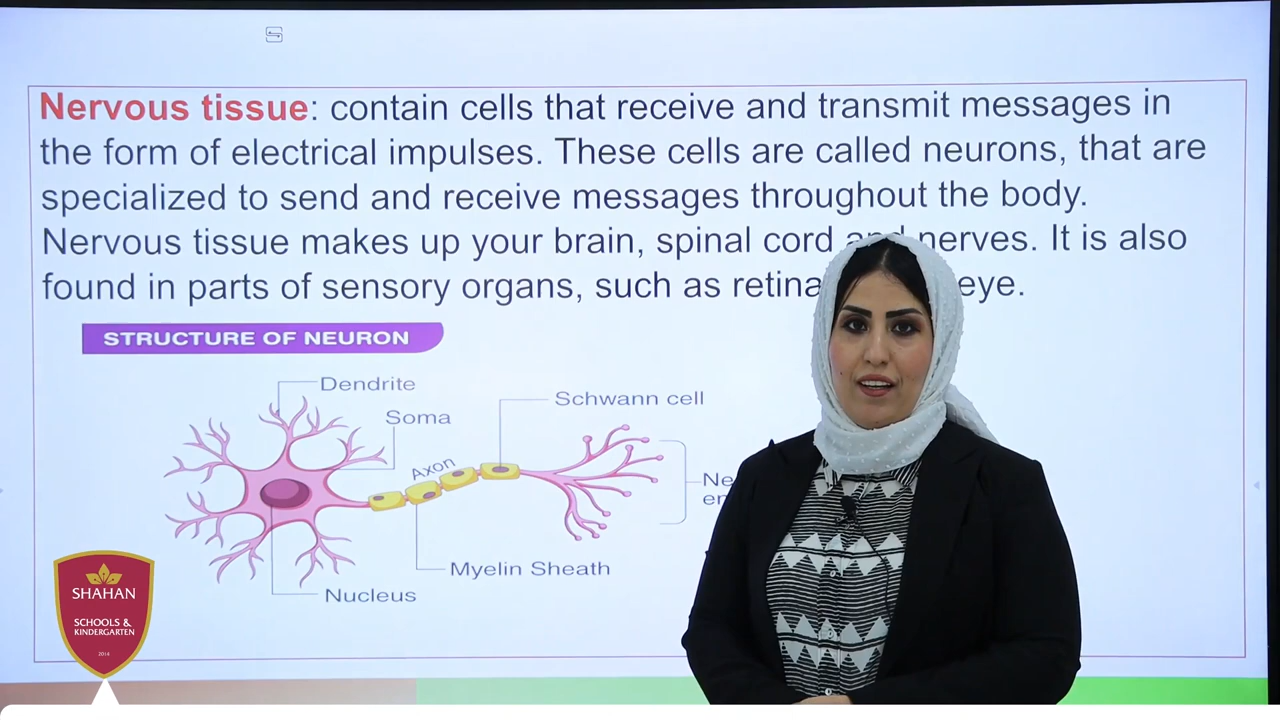 Nervous tissue: contain cells that receive and transmit messages in
the form of electrical impulses. These cells are called neurons, that are
specialized to send and receive messages throughout the body.
Nervous tissue makes up your brain, spinal cord and nerves. It is also
found in parts of sensory organs, such as retina eye.
STRUCTURE OF NEURON
Dendrite
Soma
Schwann cell
Axon
Myelin Sheath
Nucleus
SHAHAN
SCHOOLS &
KINDERGARTEN
2014